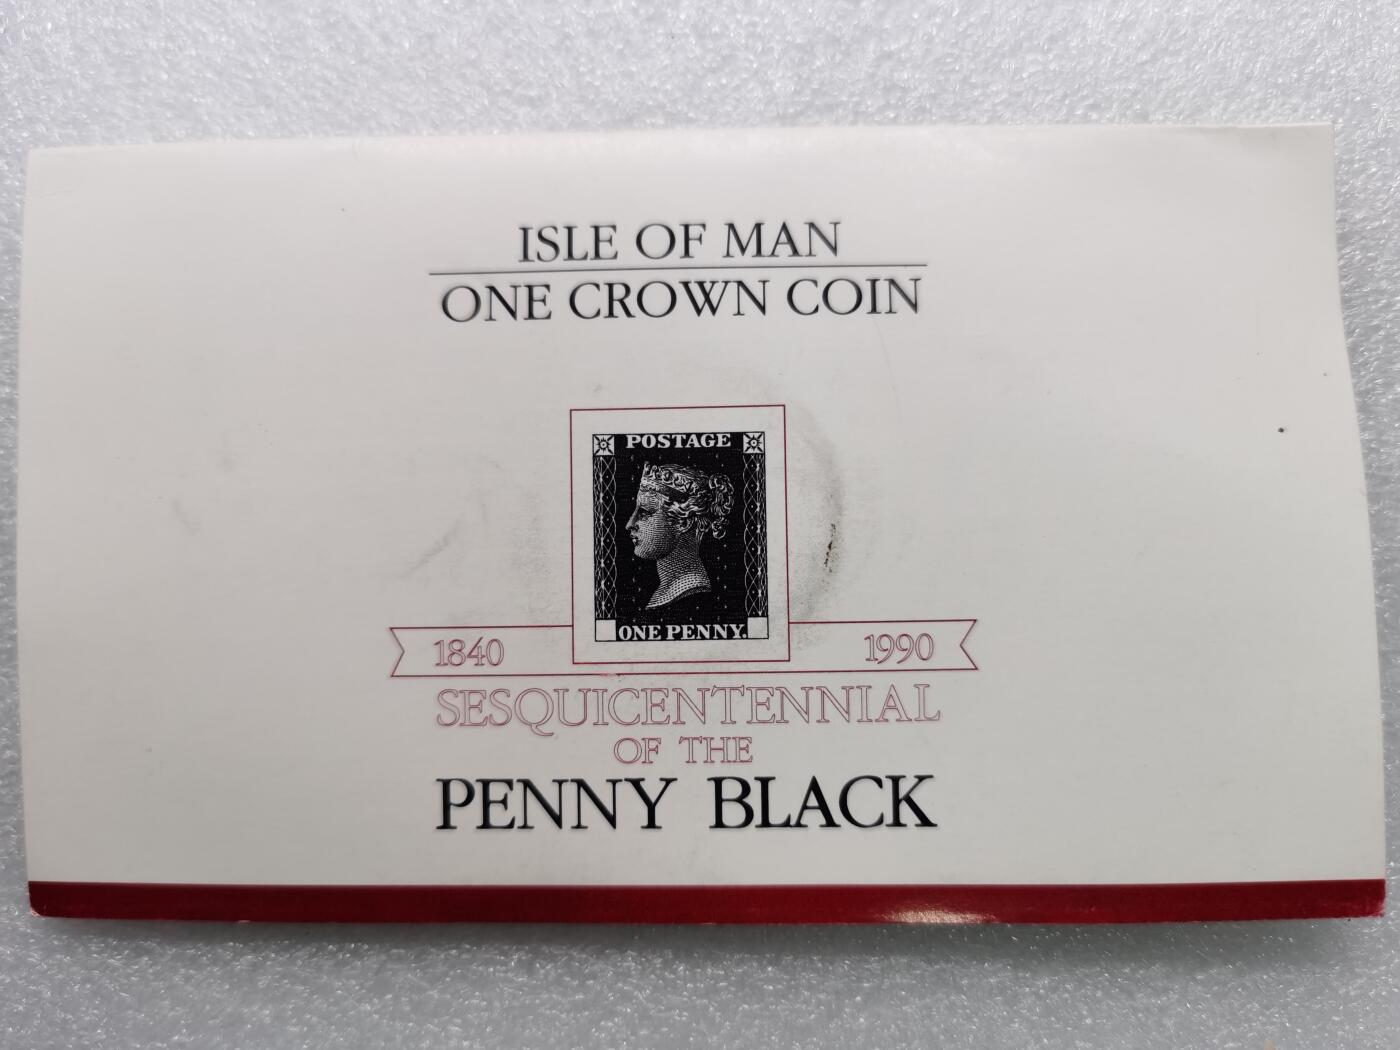 ISLE OF MAN
ONE CROWN COIN
POSTAGE
ONE PENNY.
1840
1990
SESQUICENTENNIAL
OF THE
PENNY BLACK